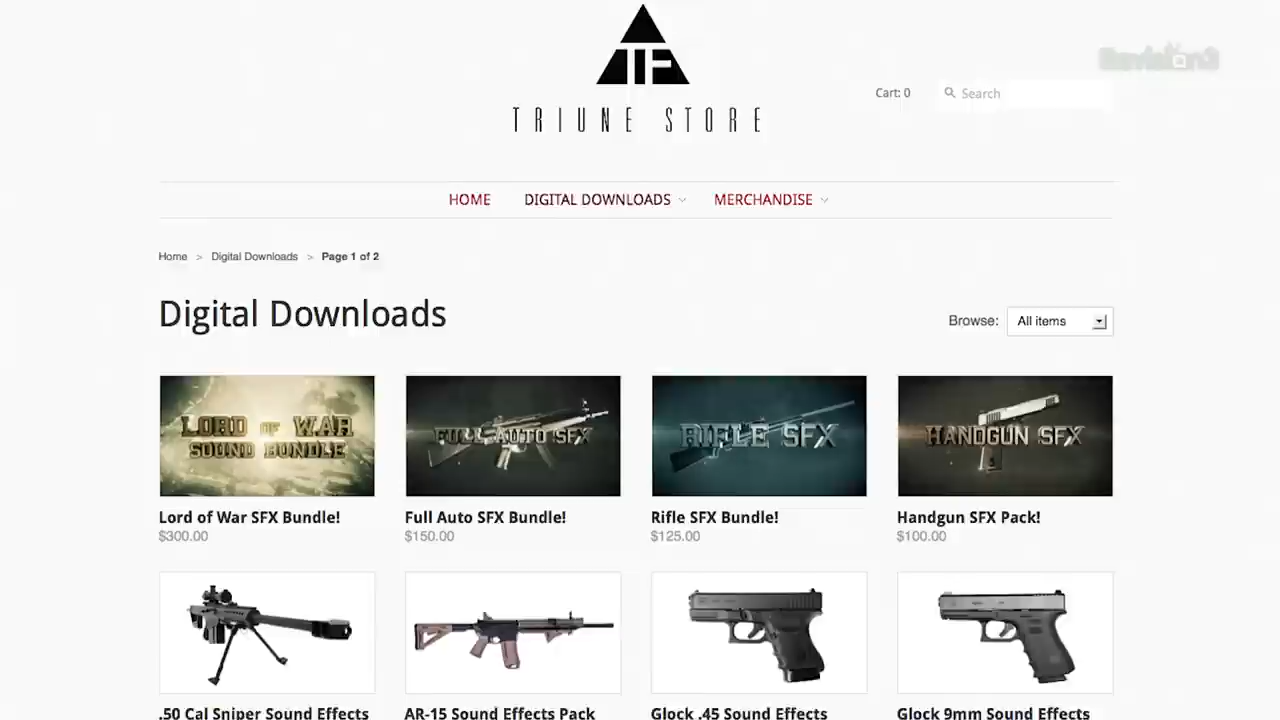 TF
TRIUNE STORE
Revision3
Cart: 0
Search
HOME
DIGITAL DOWNLOADS
MERCHANDISE
Home > Digital Downloads > Page 1 of 2
Digital Downloads
Browse: All items
LORD OF WAR
SOUND BUNDLE
FULL AUTO SFX
RIFLE SFX
HANDGUN SFX
Lord of War SFX Bundle!
$300.00
Full Auto SFX Bundle!
$150.00
Rifle SFX Bundle!
$125.00
Handgun SFX Pack!
$100.00
.50 Cal Sniper Sound Effects
AR-15 Sound Effects Pack
Glock .45 Sound Effects
Glock 9mm Sound Effects